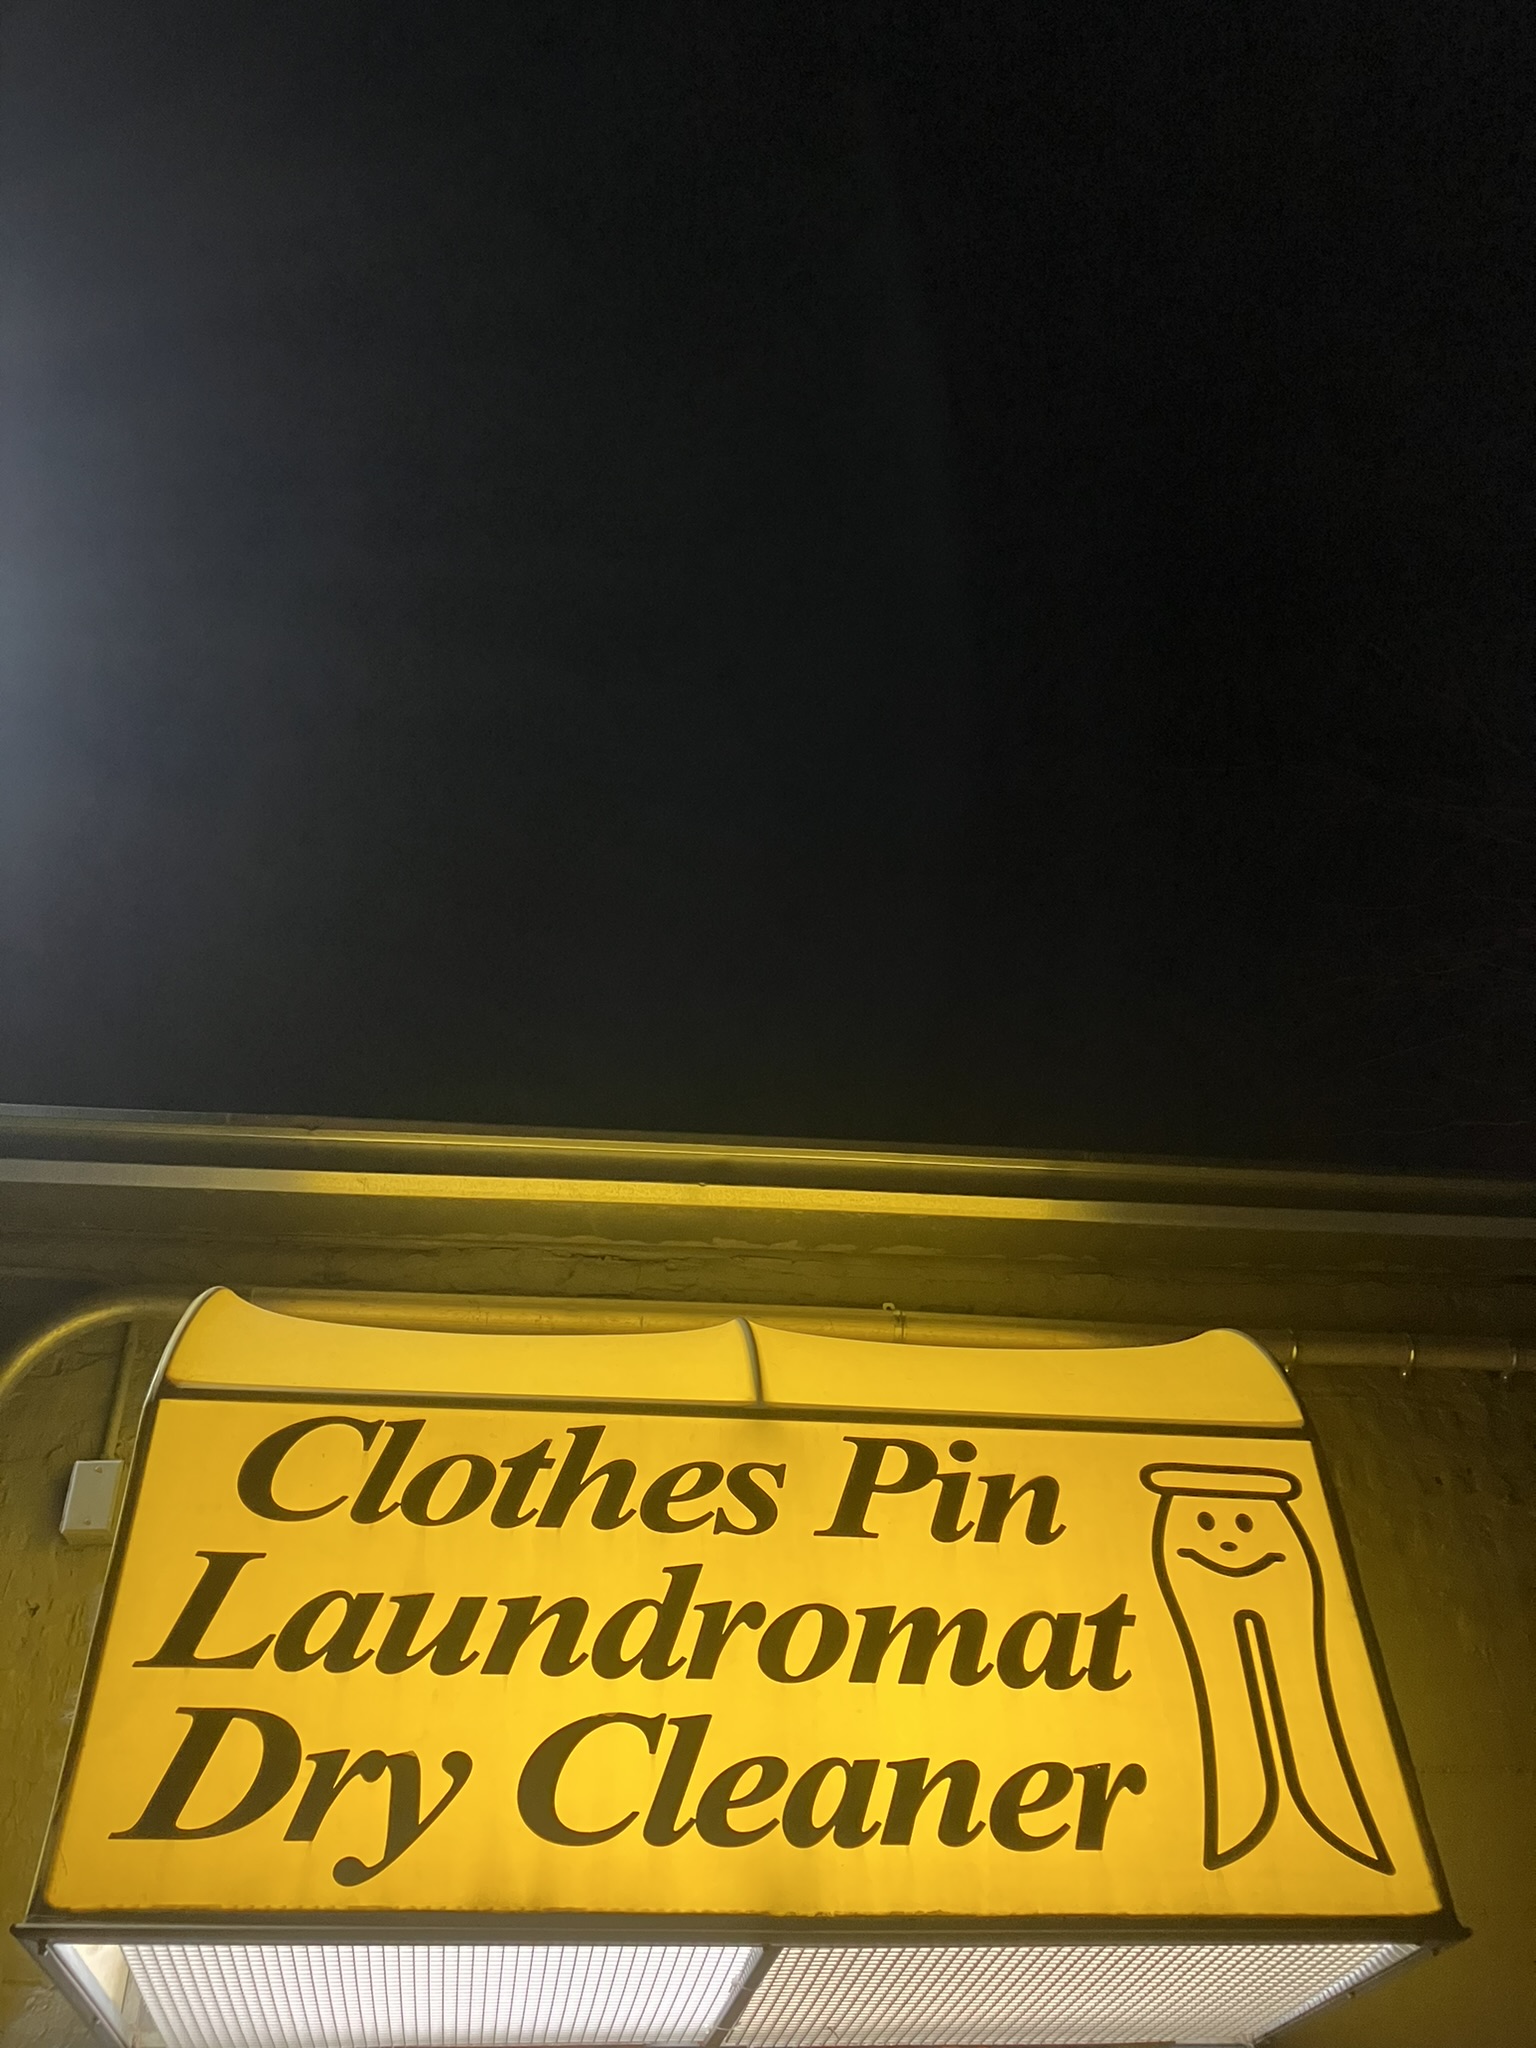 Clothes Pin
Laundromat
Dry Cleaner